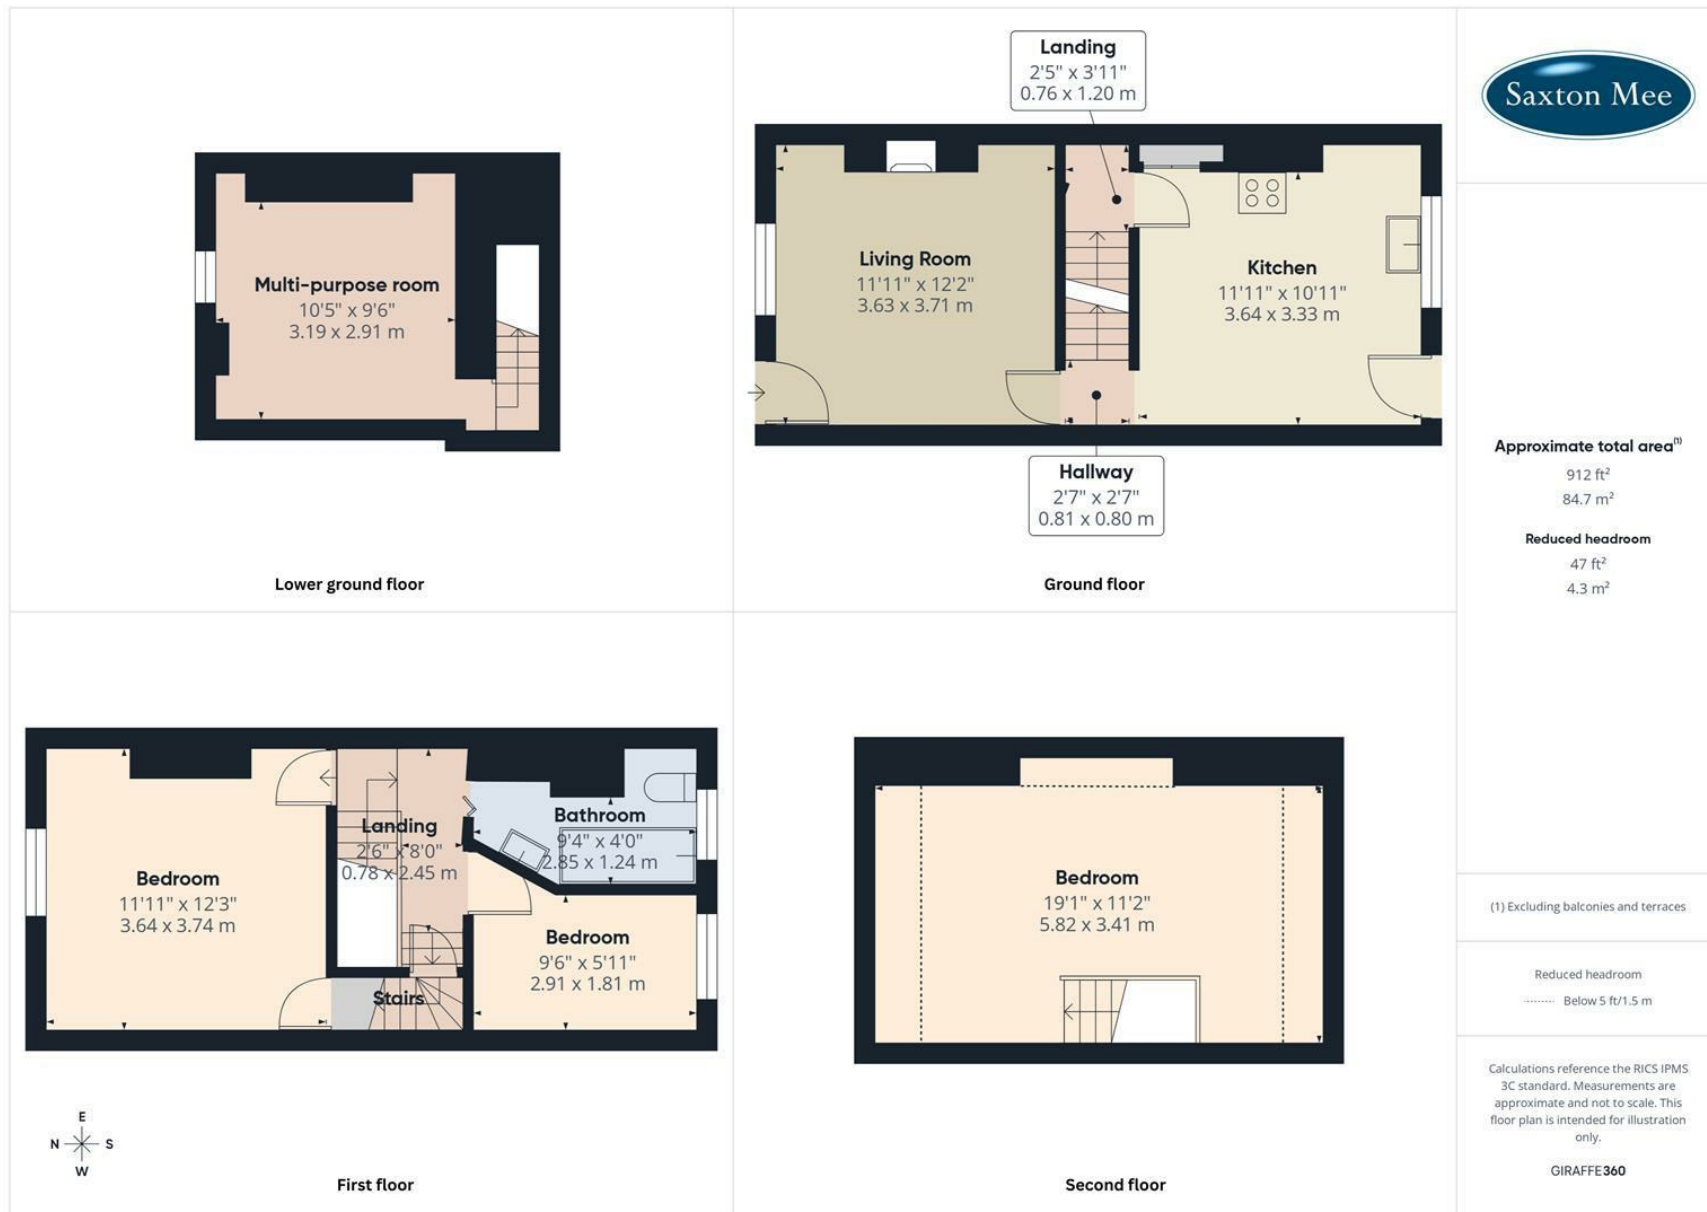 Landing
2'5" x 3'11"
0.76 x 1.20 m
Saxton Mee
Multi-purpose room
10'5" x 9'6"
3.19 x 2.91 m
Living Room
11'11" x 12'2"
3.63 x 3.71 m
Kitchen
11'11" x 10'11"
3.64 x 3.33 m
Hallway
2'7" x 2'7"
0.81 x 0.80 m
Lower ground floor
Ground floor
Approximate total area(1)
912 ft²
84.7 m²
Reduced headroom
47 ft²
4.3 m²
Bedroom
11'11" x 12'3"
3.64 x 3.74 m
Landing
2'6" x 8'0"
0.78 x 2.45 m
Bathroom
9'4" x 4'0"
2.85 x 1.24 m
Bedroom
9'6" x 5'11"
2.91 x 1.81 m
Stairs
Bedroom
19'1" x 11'2"
5.82 x 3.41 m
E
N S
W
First floor
Second floor
(1) Excluding balconies and terraces
Reduced headroom
Below 5 ft/1.5 m
Calculations reference the RICS IPMS
3C standard. Measurements are
approximate and not to scale. This
floor plan is intended for illustration
only.
GIRAFFE360